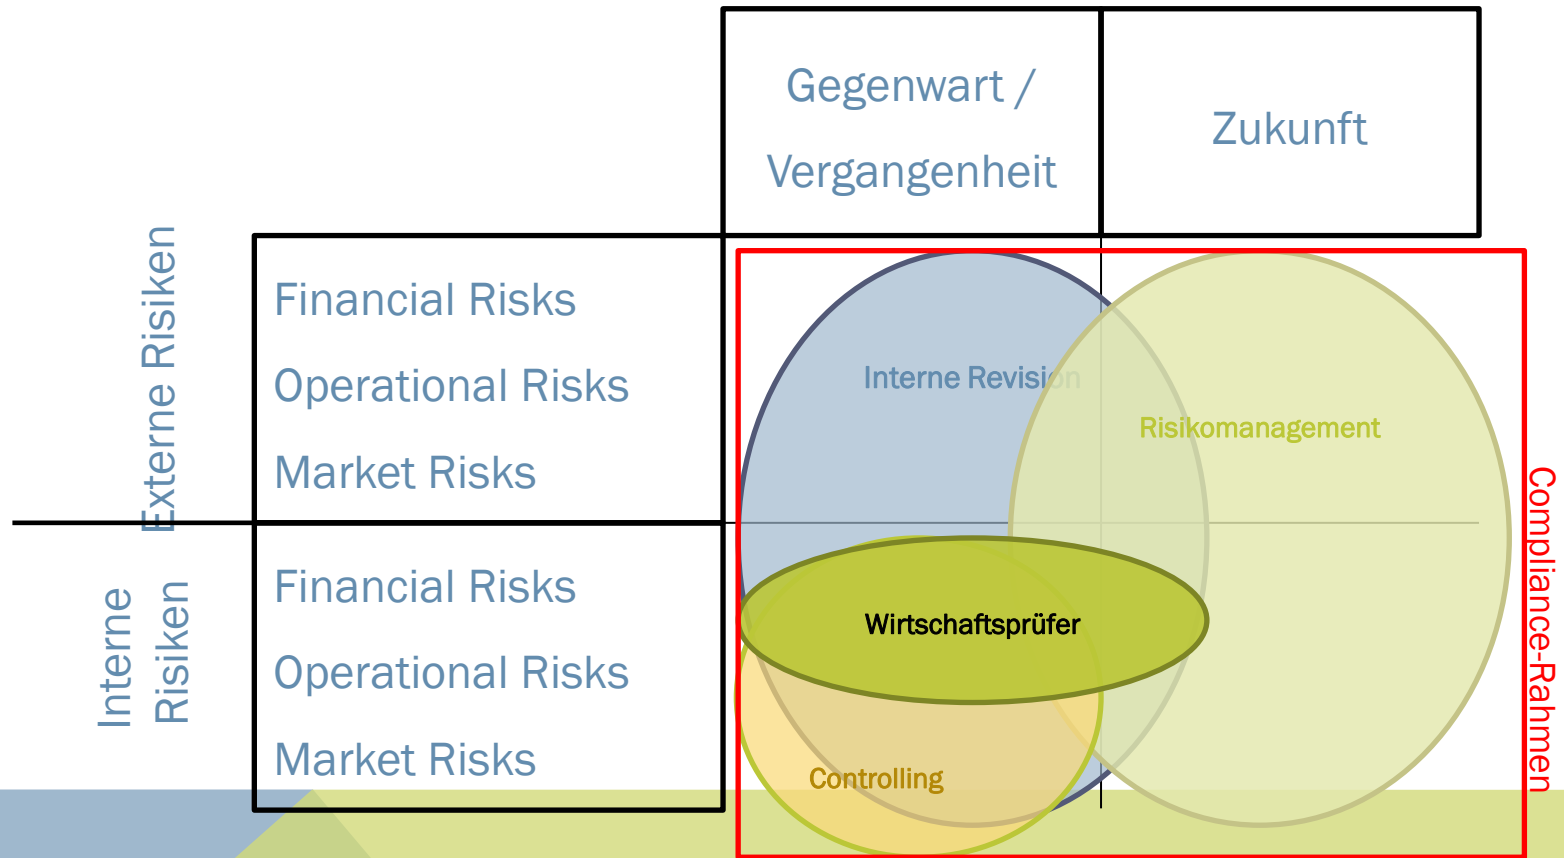 Gegenwart /
Vergangenheit
Zukunft
Externe Risiken
Financial Risks
Operational Risks
Market Risks
Interne Revision
Risikomanagement
Compliance-Rahmen
Interne
Risiken
Financial Risks
Operational Risks
Market Risks
Wirtschaftsprüfer
Controlling